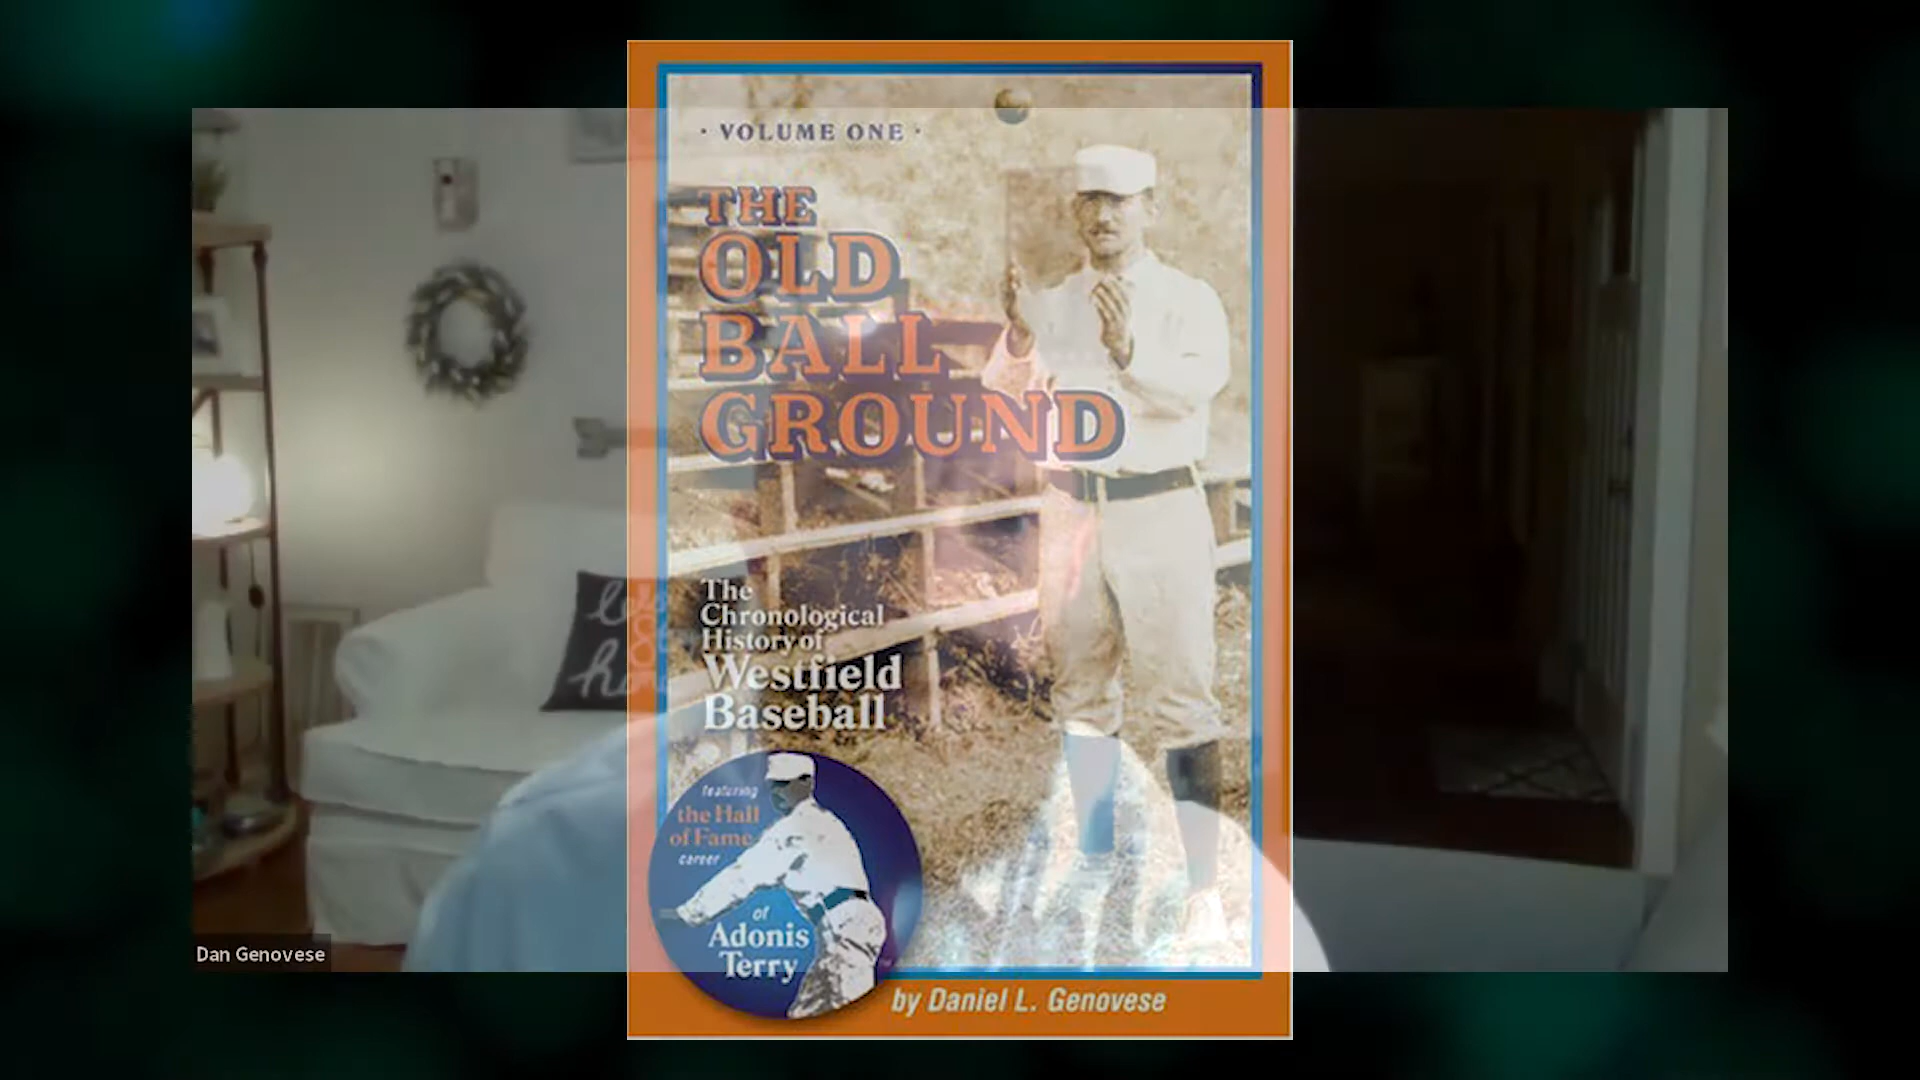 · VOLUME ONE ·
THE
OLD
BALL
GROUND
The
Chronological
History of
Westfield
Baseball
featuring
the Hall
of Fame
career
of
Adonis
Terry
by Daniel L. Genovese
Dan Genovese